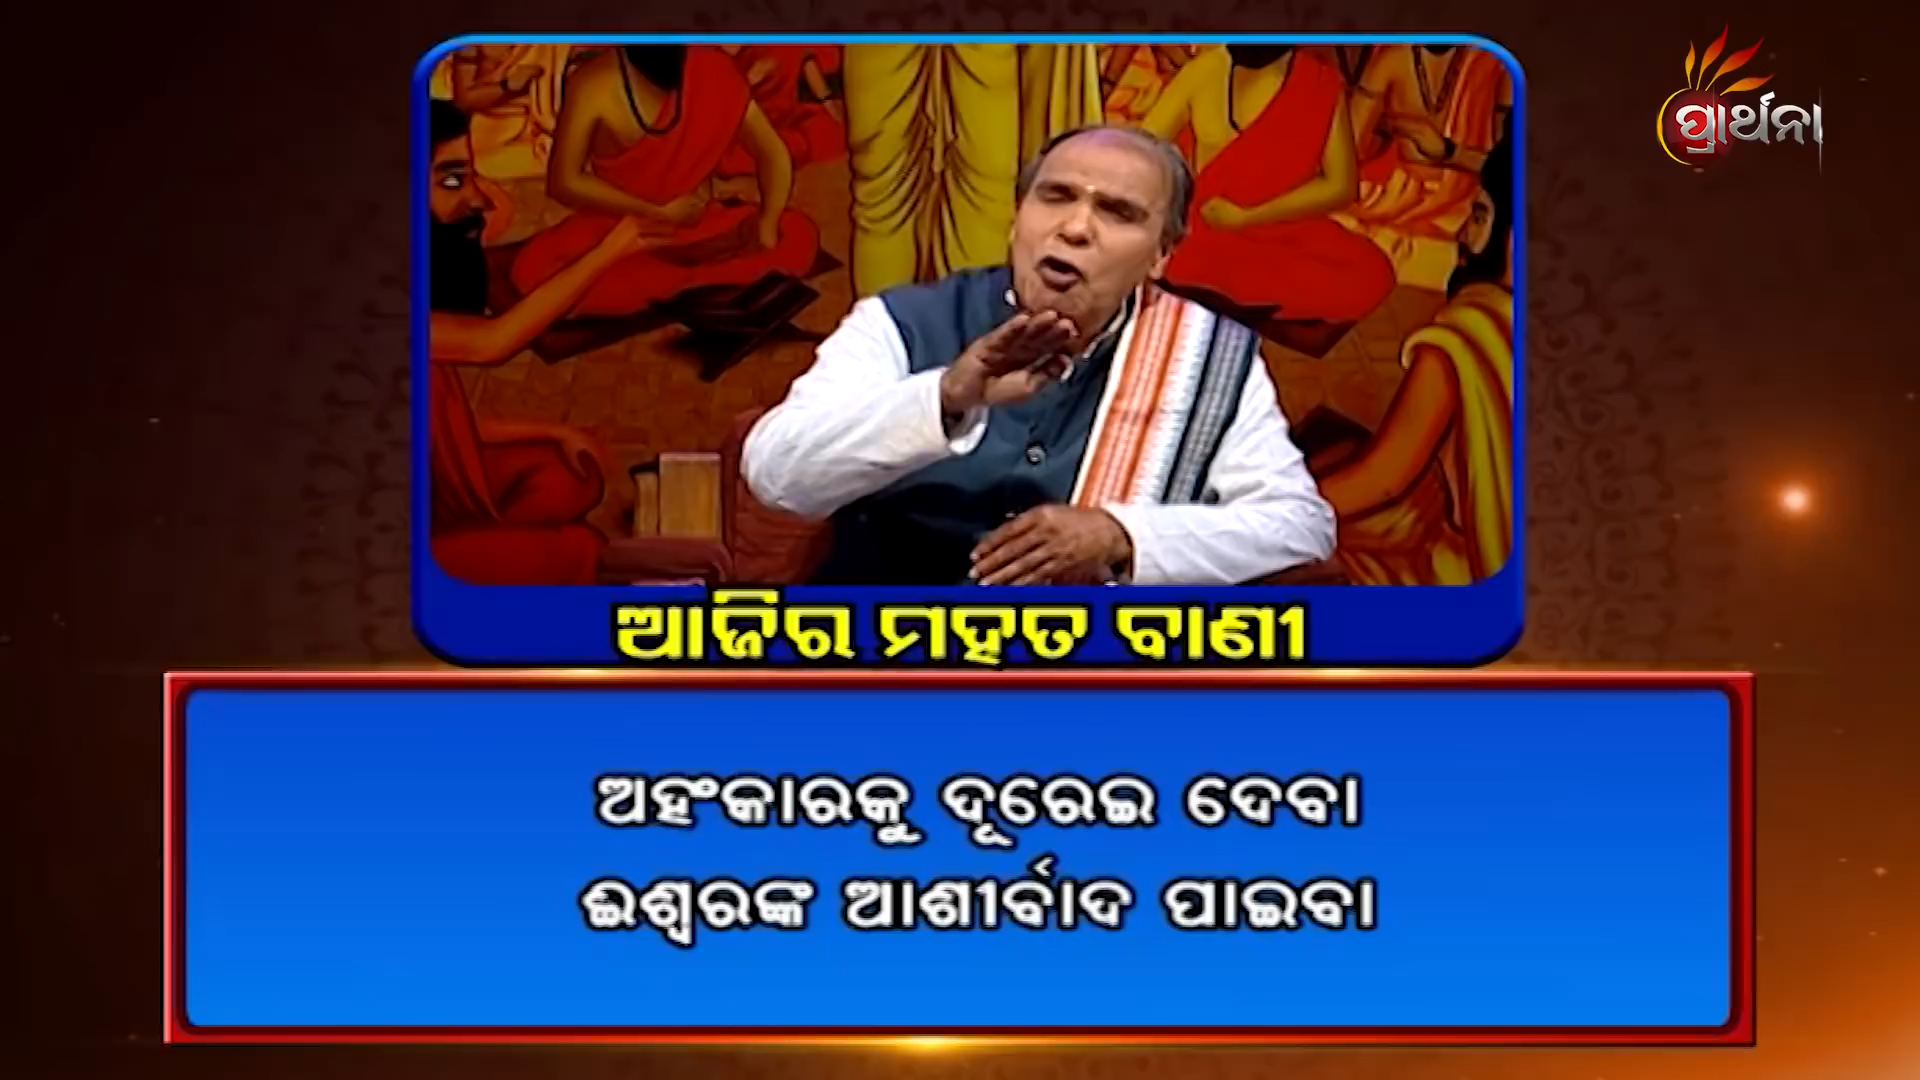 ପ୍ରାର୍ଥନା
ଆଜିର ମହତ ବାଣୀ
ଅହଂକାରକୁ ଦୂରେଇ ଦେବା
ଈଶ୍ୱରଙ୍କ ଆଶୀର୍ବାଦ ପାଇବା